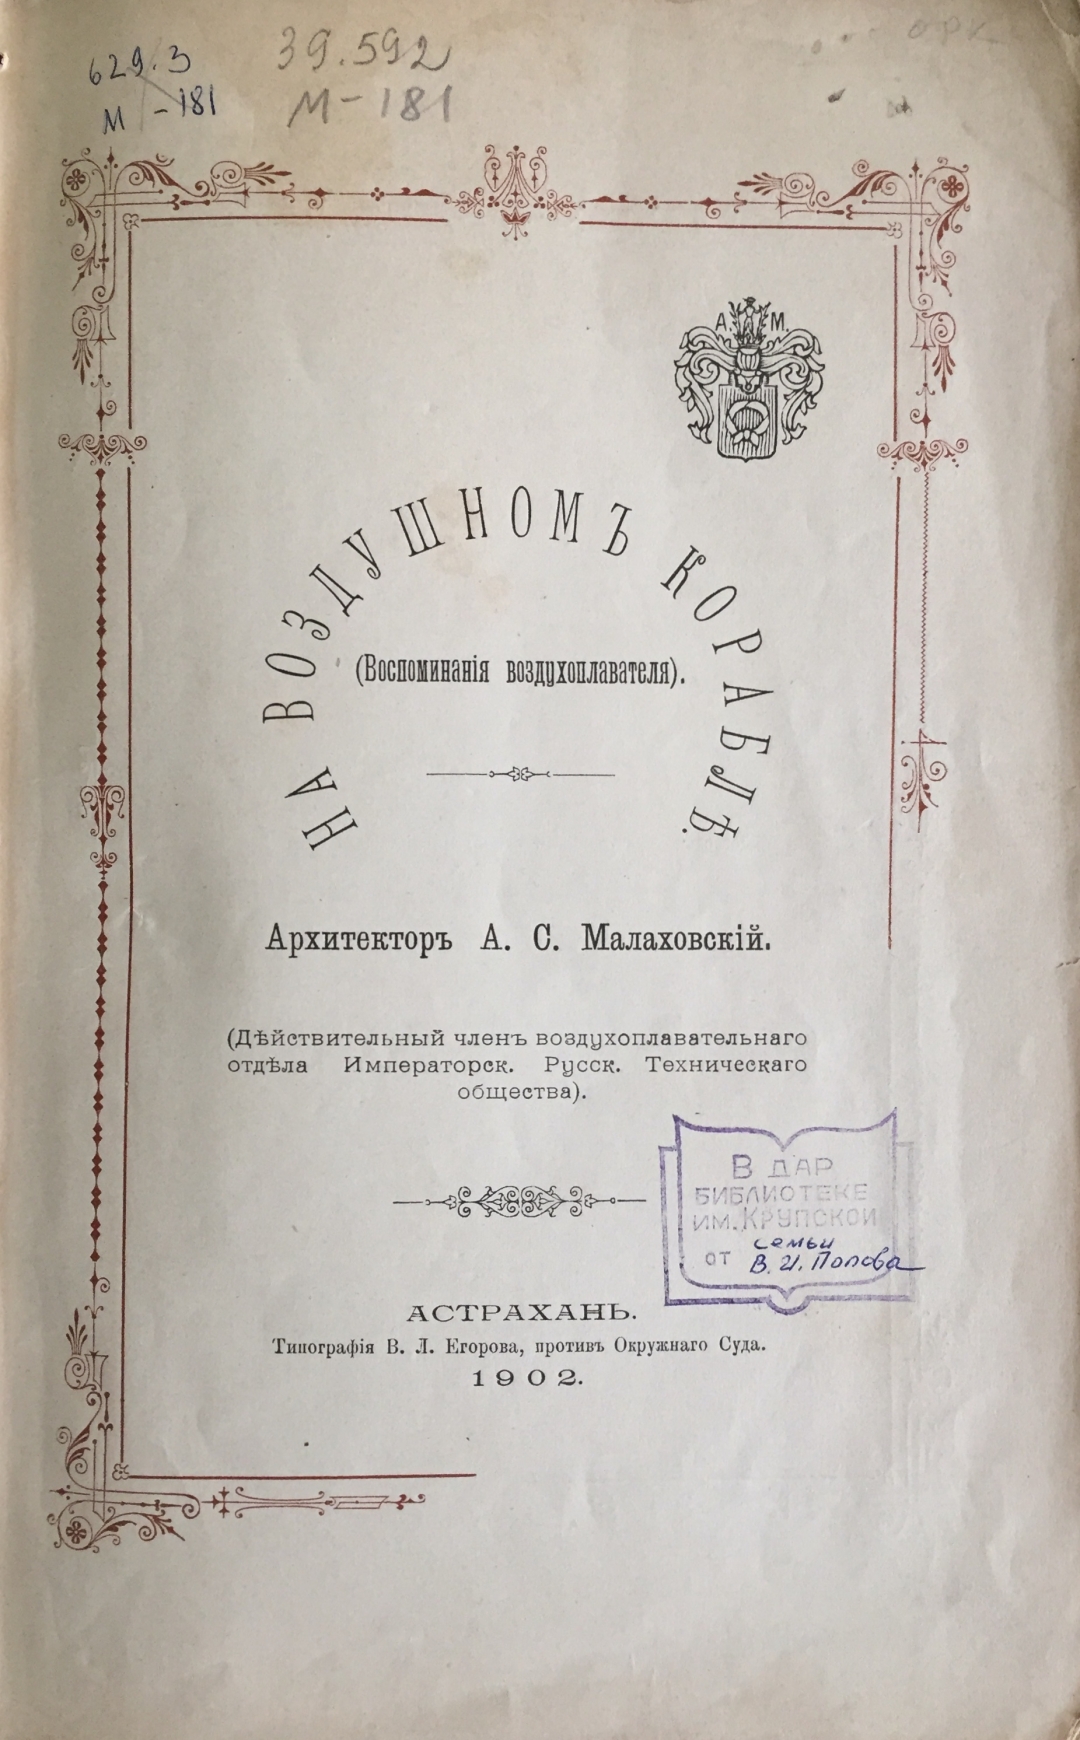 629.3
М-181
39.592
М-181
ОРК
А. М.
НА ВОЗДУШНОМЪ КОРАБЛѢ.
(Воспоминанія воздухоплавателя).
Архитекторъ А. С. Малаховскій.
(Дѣйствительный членъ воздухоплавательнаго
отдѣла Императорск. Русск. Техническаго
общества).
В ДАР
БИБЛИОТЕКЕ
ИМ. КРУПСКОЙ
ОТ семьи
В. И. Попова
АСТРАХАНЬ.
Типографія В. Л. Егорова, противъ Окружнаго Суда.
1902.